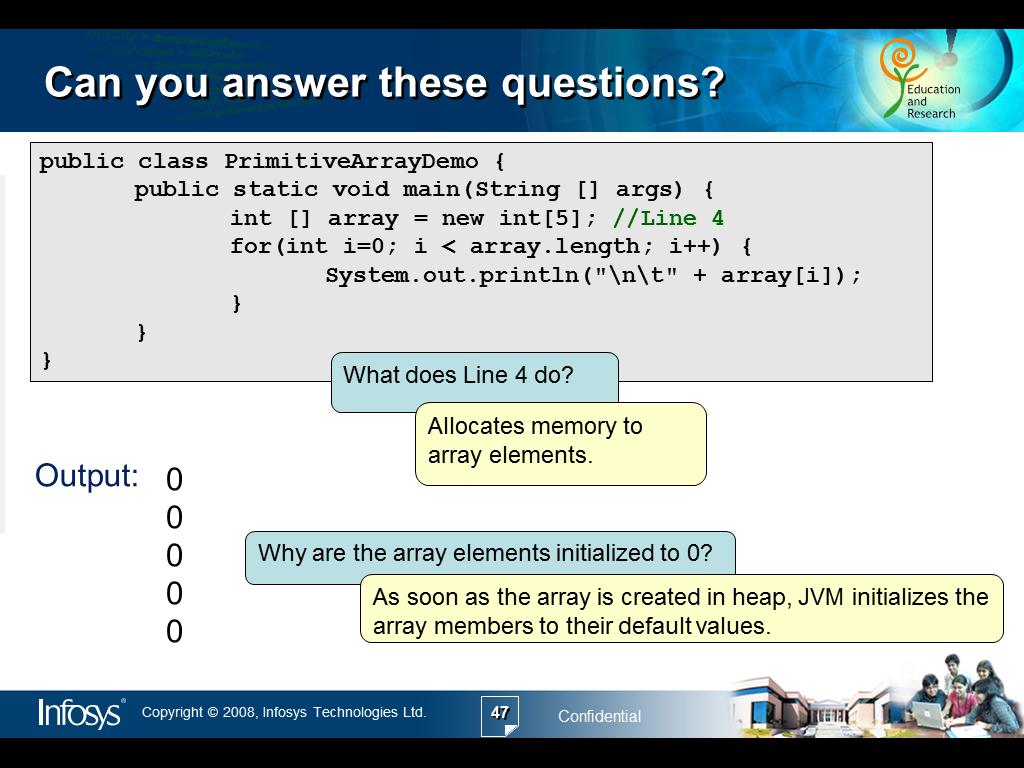 Can you answer these questions?
Education
and
Research
public class PrimitiveArrayDemo {
public static void main(String [] args) {
int [] array = new int[5]; //Line 4
for(int i=0; i < array.length; i++) {
System.out.println("\n\t" + array[i]);
}
}
}
What does Line 4 do?
Allocates memory to
array elements.
Output:
0
0
0
0
0
Why are the array elements initialized to 0?
As soon as the array is created in heap, JVM initializes the
array members to their default values.
Infosys®
Copyright © 2008, Infosys Technologies Ltd.
47
Confidential